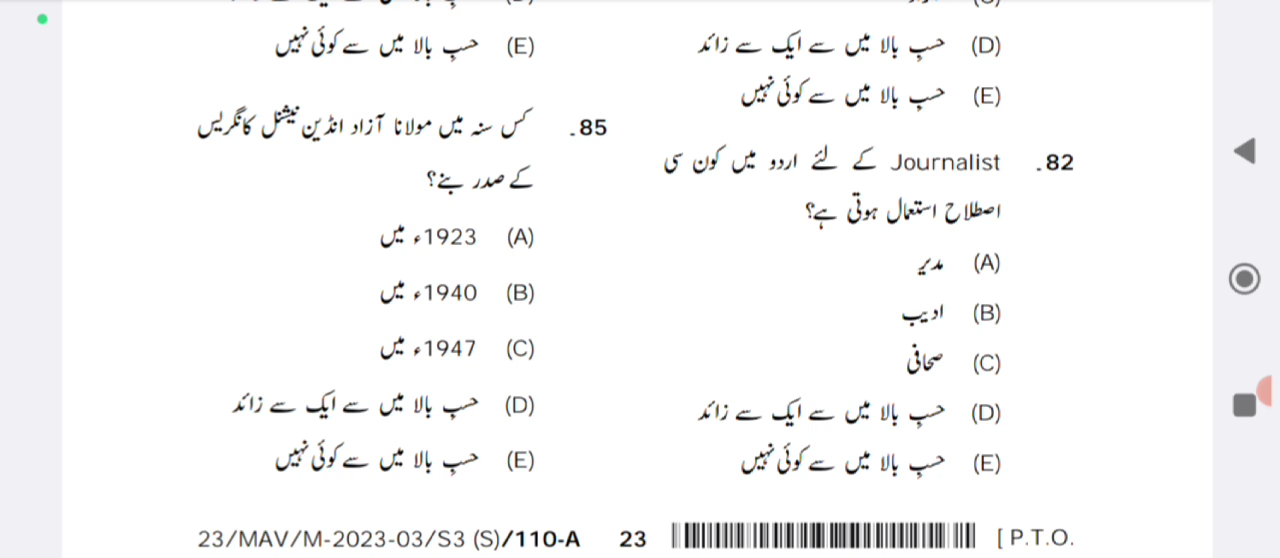 (D) حسبِ بالا میں سے ایک سے زائد
(E) حسبِ بالا میں سے کوئی نہیں
82. Journalist کے لئے اردو میں کون سی
اصطلاح استعمال ہوتی ہے؟
(A) مدیر
(B) ادیب
(C) صحافی
(D) حسبِ بالا میں سے ایک سے زائد
(E) حسبِ بالا میں سے کوئی نہیں
(E) حسبِ بالا میں سے کوئی نہیں
85. کس سنہ میں مولانا آزاد انڈین نیشنل کانگریس
کے صدر بنے؟
(A) 1923ء میں
(B) 1940ء میں
(C) 1947ء میں
(D) حسبِ بالا میں سے ایک سے زائد
(E) حسبِ بالا میں سے کوئی نہیں
23/MAV/M-2023-03/S3 (S)/110-A 23 [ P.T.O.